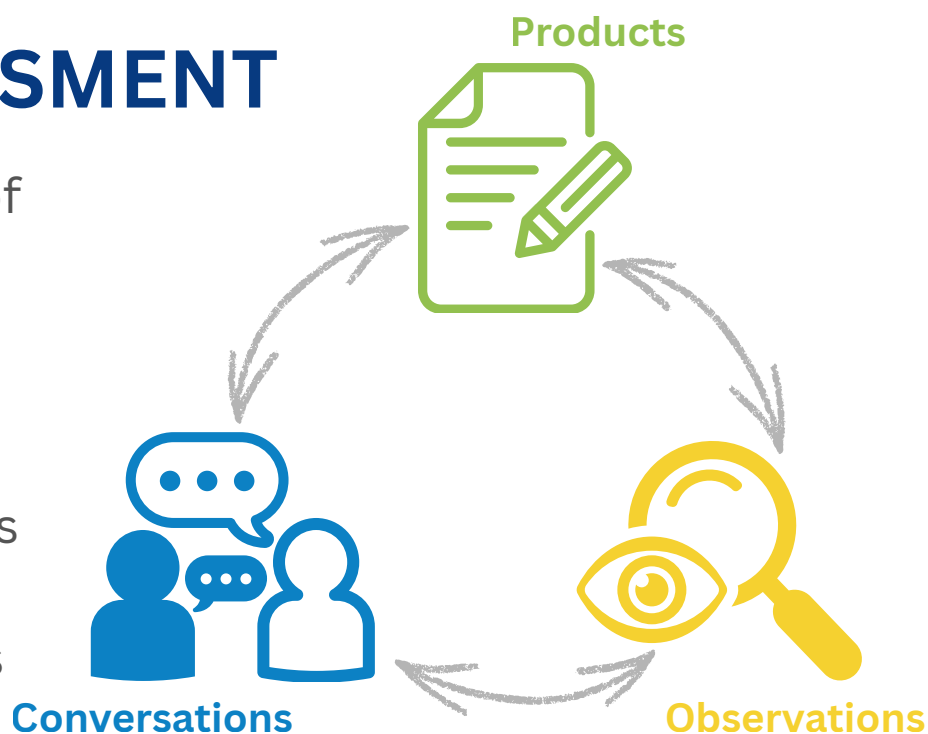 Products
SMENT
f
s
s
Conversations
Observations